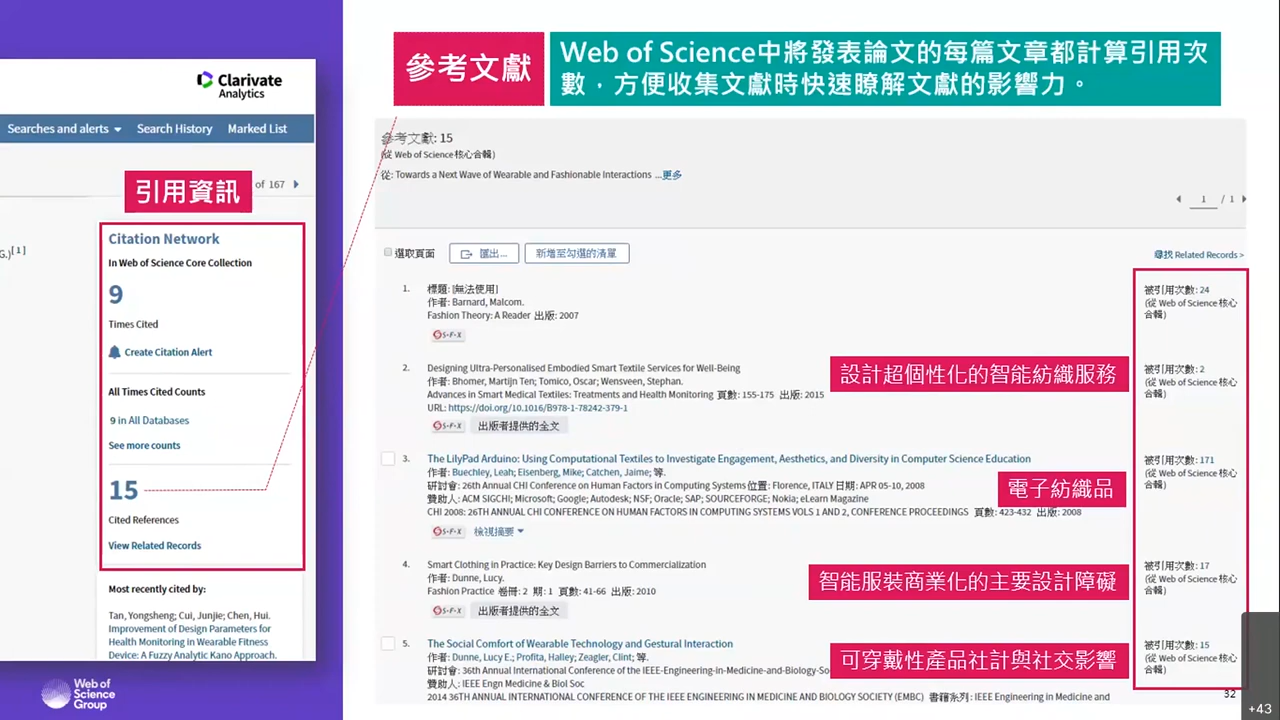 Clarivate
Analytics
Searches and alerts
Search History
Marked List
引用資訊
of 167
G.)[1]
Citation Network
In Web of Science Core Collection
9
Times Cited
Create Citation Alert
All Times Cited Counts
9 in All Databases
See more counts
15
Cited References
View Related Records
Most recently cited by:
Tan, Yongsheng; Cui, Junjie; Chen, Hui.
Improvement of Design Parameters for
Health Monitoring in Wearable Fitness
Device: A Fuzzy Analytic Kano Approach.
Web of
Science
Group
參考文獻
Web of Science中將發表論文的每篇文章都計算引用次
數，方便收集文獻時快速瞭解文獻的影響力。
參考文獻: 15
(從 Web of Science 核心合輯)
從: Towards a Next Wave of Wearable and Fashionable Interactions ...更多
1 / 1
選取頁面
匯出...
新增至勾選的清單
尋找 Related Records >
1. 標題: [無法使用]
作者: Barnard, Malcom.
Fashion Theory: A Reader 出版: 2007
S·F·X
被引用次數: 24
(從 Web of Science 核心
合輯)
2. Designing Ultra-Personalised Embodied Smart Textile Services for Well-Being
作者: Bhomer, Martijn Ten; Tomico, Oscar; Wensveen, Stephan.
Advances in Smart Medical Textiles: Treatments and Health Monitoring 頁數: 155-175 出版: 2015
URL: https://doi.org/10.1016/B978-1-78242-379-1
S·F·X 出版者提供的全文
設計超個性化的智能紡織服務
被引用次數: 2
(從 Web of Science 核心
合輯)
3. The LilyPad Arduino: Using Computational Textiles to Investigate Engagement, Aesthetics, and Diversity in Computer Science Education
作者: Buechley, Leah; Eisenberg, Mike; Catchen, Jaime; 等.
研討會: 26th Annual CHI Conference on Human Factors in Computing Systems 位置: Florence, ITALY 日期: APR 05-10, 2008
贊助人: ACM SIGCHI; Microsoft; Google; Autodesk; NSF; Oracle; SAP; SOURCEFORGE; Nokia; eLearn Magazine
CHI 2008: 26TH ANNUAL CHI CONFERENCE ON HUMAN FACTORS IN COMPUTING SYSTEMS VOLS 1 AND 2, CONFERENCE PROCEEDINGS 頁數: 423-432 出版: 2008
S·F·X 檢視摘要
電子紡織品
被引用次數: 171
(從 Web of Science 核心
合輯)
4. Smart Clothing in Practice: Key Design Barriers to Commercialization
作者: Dunne, Lucy.
Fashion Practice 卷冊: 2 期: 1 頁數: 41-66 出版: 2010
S·F·X 出版者提供的全文
智能服裝商業化的主要設計障礙
被引用次數: 17
(從 Web of Science 核心
合輯)
5. The Social Comfort of Wearable Technology and Gestural Interaction
作者: Dunne, Lucy E.; Profita, Halley; Zeagler, Clint; 等.
研討會: 36th Annual International Conference of the IEEE-Engineering-in-Medicine-and-Biology-So
贊助人: IEEE Engn Medicine & Biol Soc
2014 36TH ANNUAL INTERNATIONAL CONFERENCE OF THE IEEE ENGINEERING IN MEDICINE AND BIOLOGY SOCIETY (EMBC) 書籍系列: IEEE Engineering in Medicine and
可穿戴性產品社計與社交影響
被引用次數: 15
(從 Web of Science 核心
合輯)
32
+43